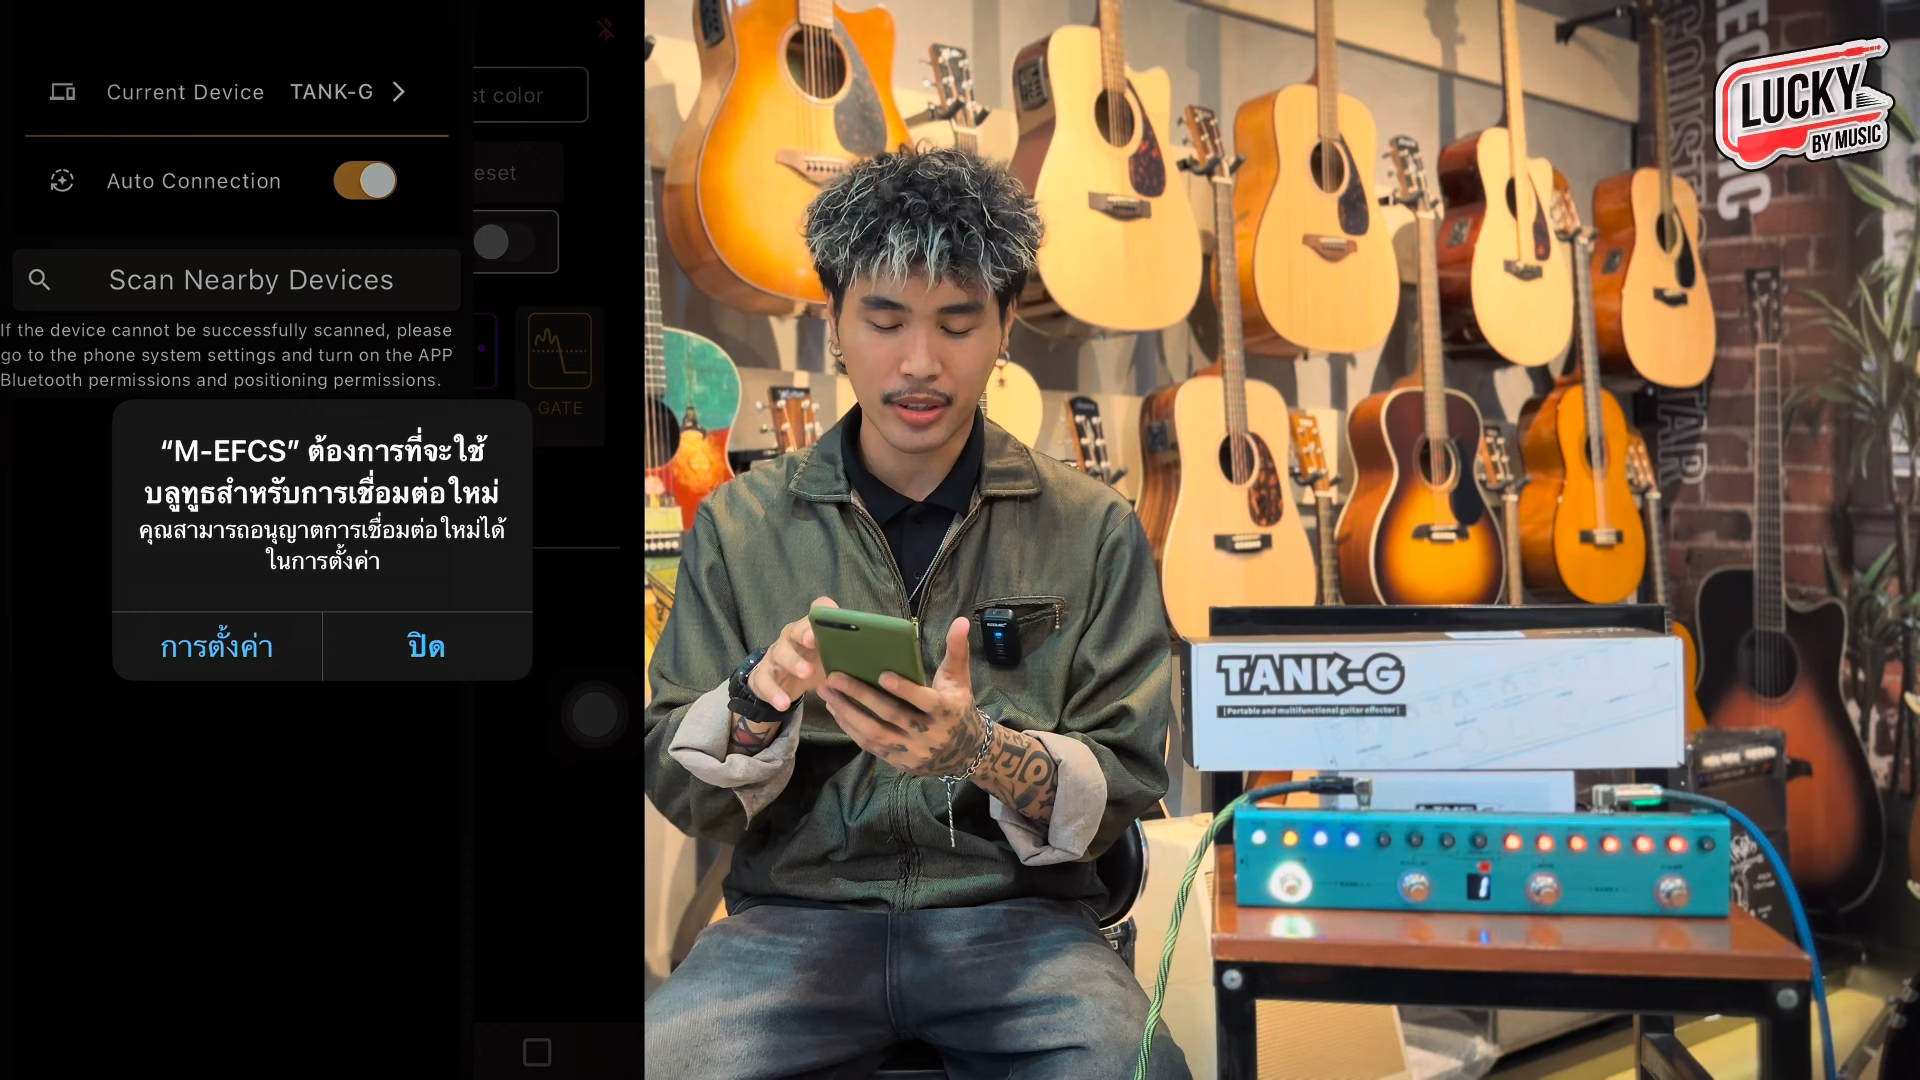 Current Device TANK-G
Auto Connection
Scan Nearby Devices
If the device cannot be successfully scanned, please
go to the phone system settings and turn on the APP
Bluetooth permissions and positioning permissions.
“M-EFCS” ต้องการที่จะใช้
บลูทูธสำหรับการเชื่อมต่อใหม่
คุณสามารถอนุญาตการเชื่อมต่อใหม่ได้
ในการตั้งค่า
การตั้งค่า
ปิด
st color
eset
GATE
LUCKY
BY MUSIC
TANK-G
Portable and multifunctional guitar effector